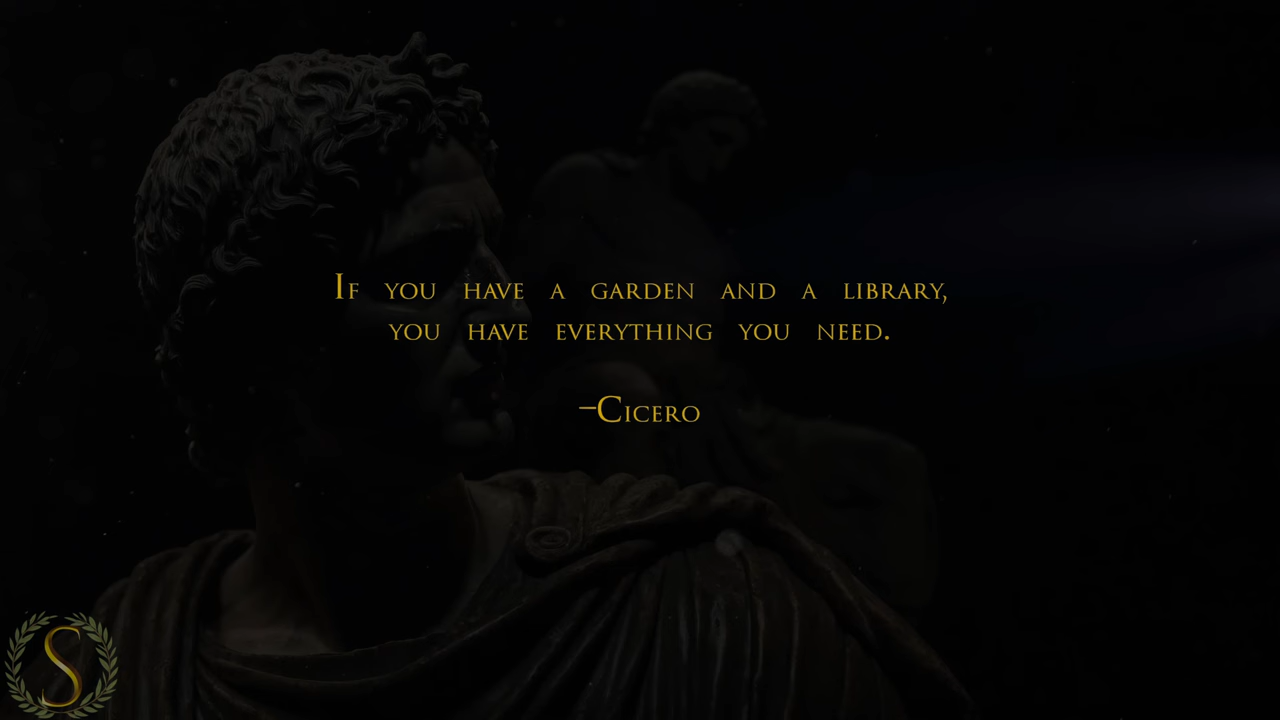 If you have a garden and a library,
you have everything you need.
–Cicero
S